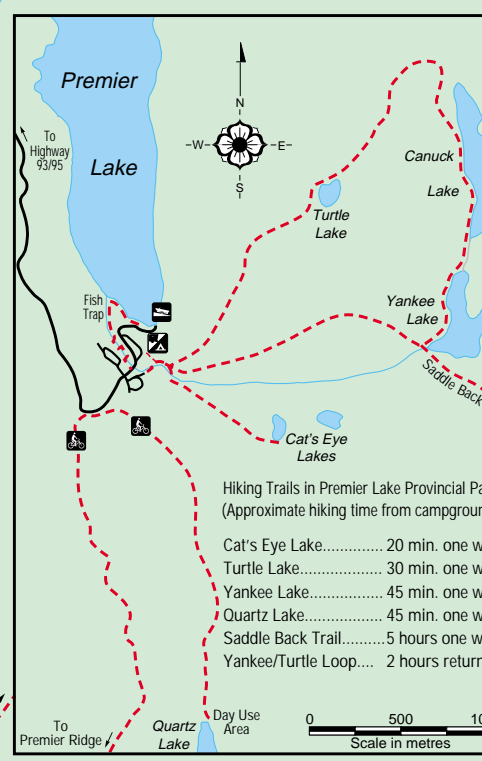 Premier
Lake
To
Highway
93/95
N
W
E
S
Canuck
Lake
Turtle
Lake
Fish
Trap
Yankee
Lake
Saddle Back
Cat's Eye
Lakes
Hiking Trails in Premier Lake Provincial Pa
(Approximate hiking time from campgroun
Cat's Eye Lake.............. 20 min. one w
Turtle Lake................... 30 min. one w
Yankee Lake................. 45 min. one w
Quartz Lake.................. 45 min. one w
Saddle Back Trail..........5 hours one w
Yankee/Turtle Loop.... 2 hours return
To
Premier Ridge
Quartz
Lake
Day Use
Area
0 500 10
Scale in metres